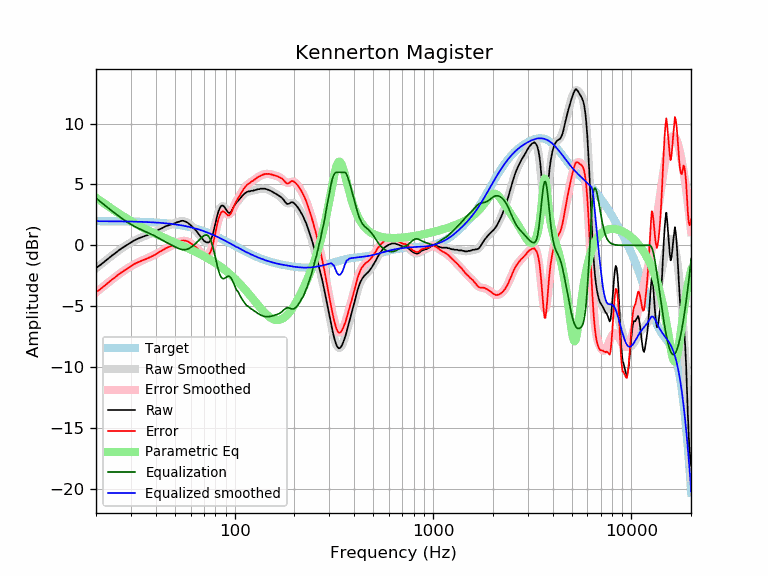 Kennerton Magister
Amplitude (dBr)
10
5
0
−5
−10
−15
−20
Target
Raw Smoothed
Error Smoothed
Raw
Error
Parametric Eq
Equalization
Equalized smoothed
100
1000
10000
Frequency (Hz)